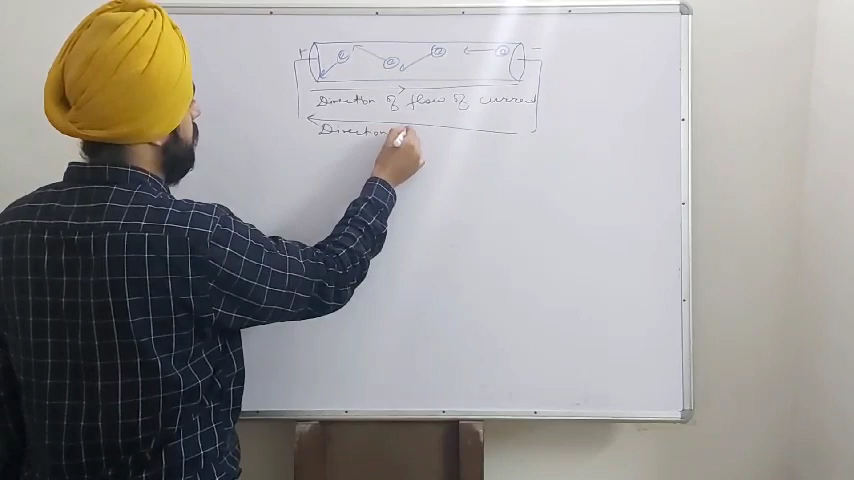 + e e e e −
Direction of flow of current
Direction